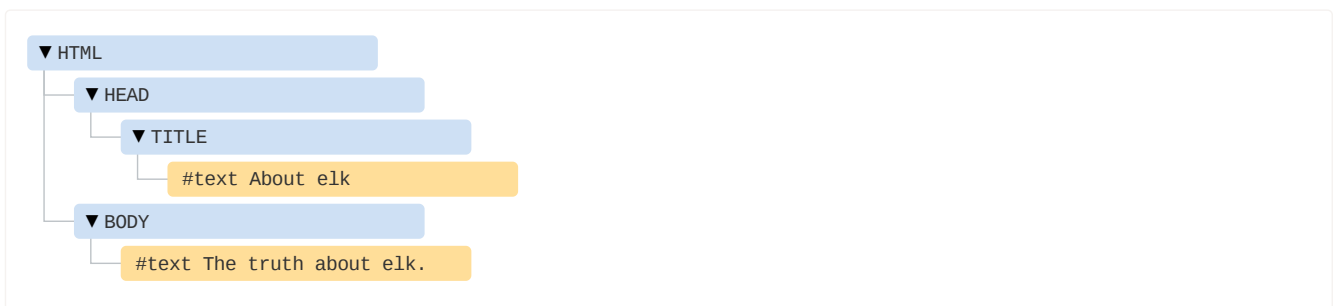 ▼ HTML
▼ HEAD
▼ TITLE
#text About elk
▼ BODY
#text The truth about elk.